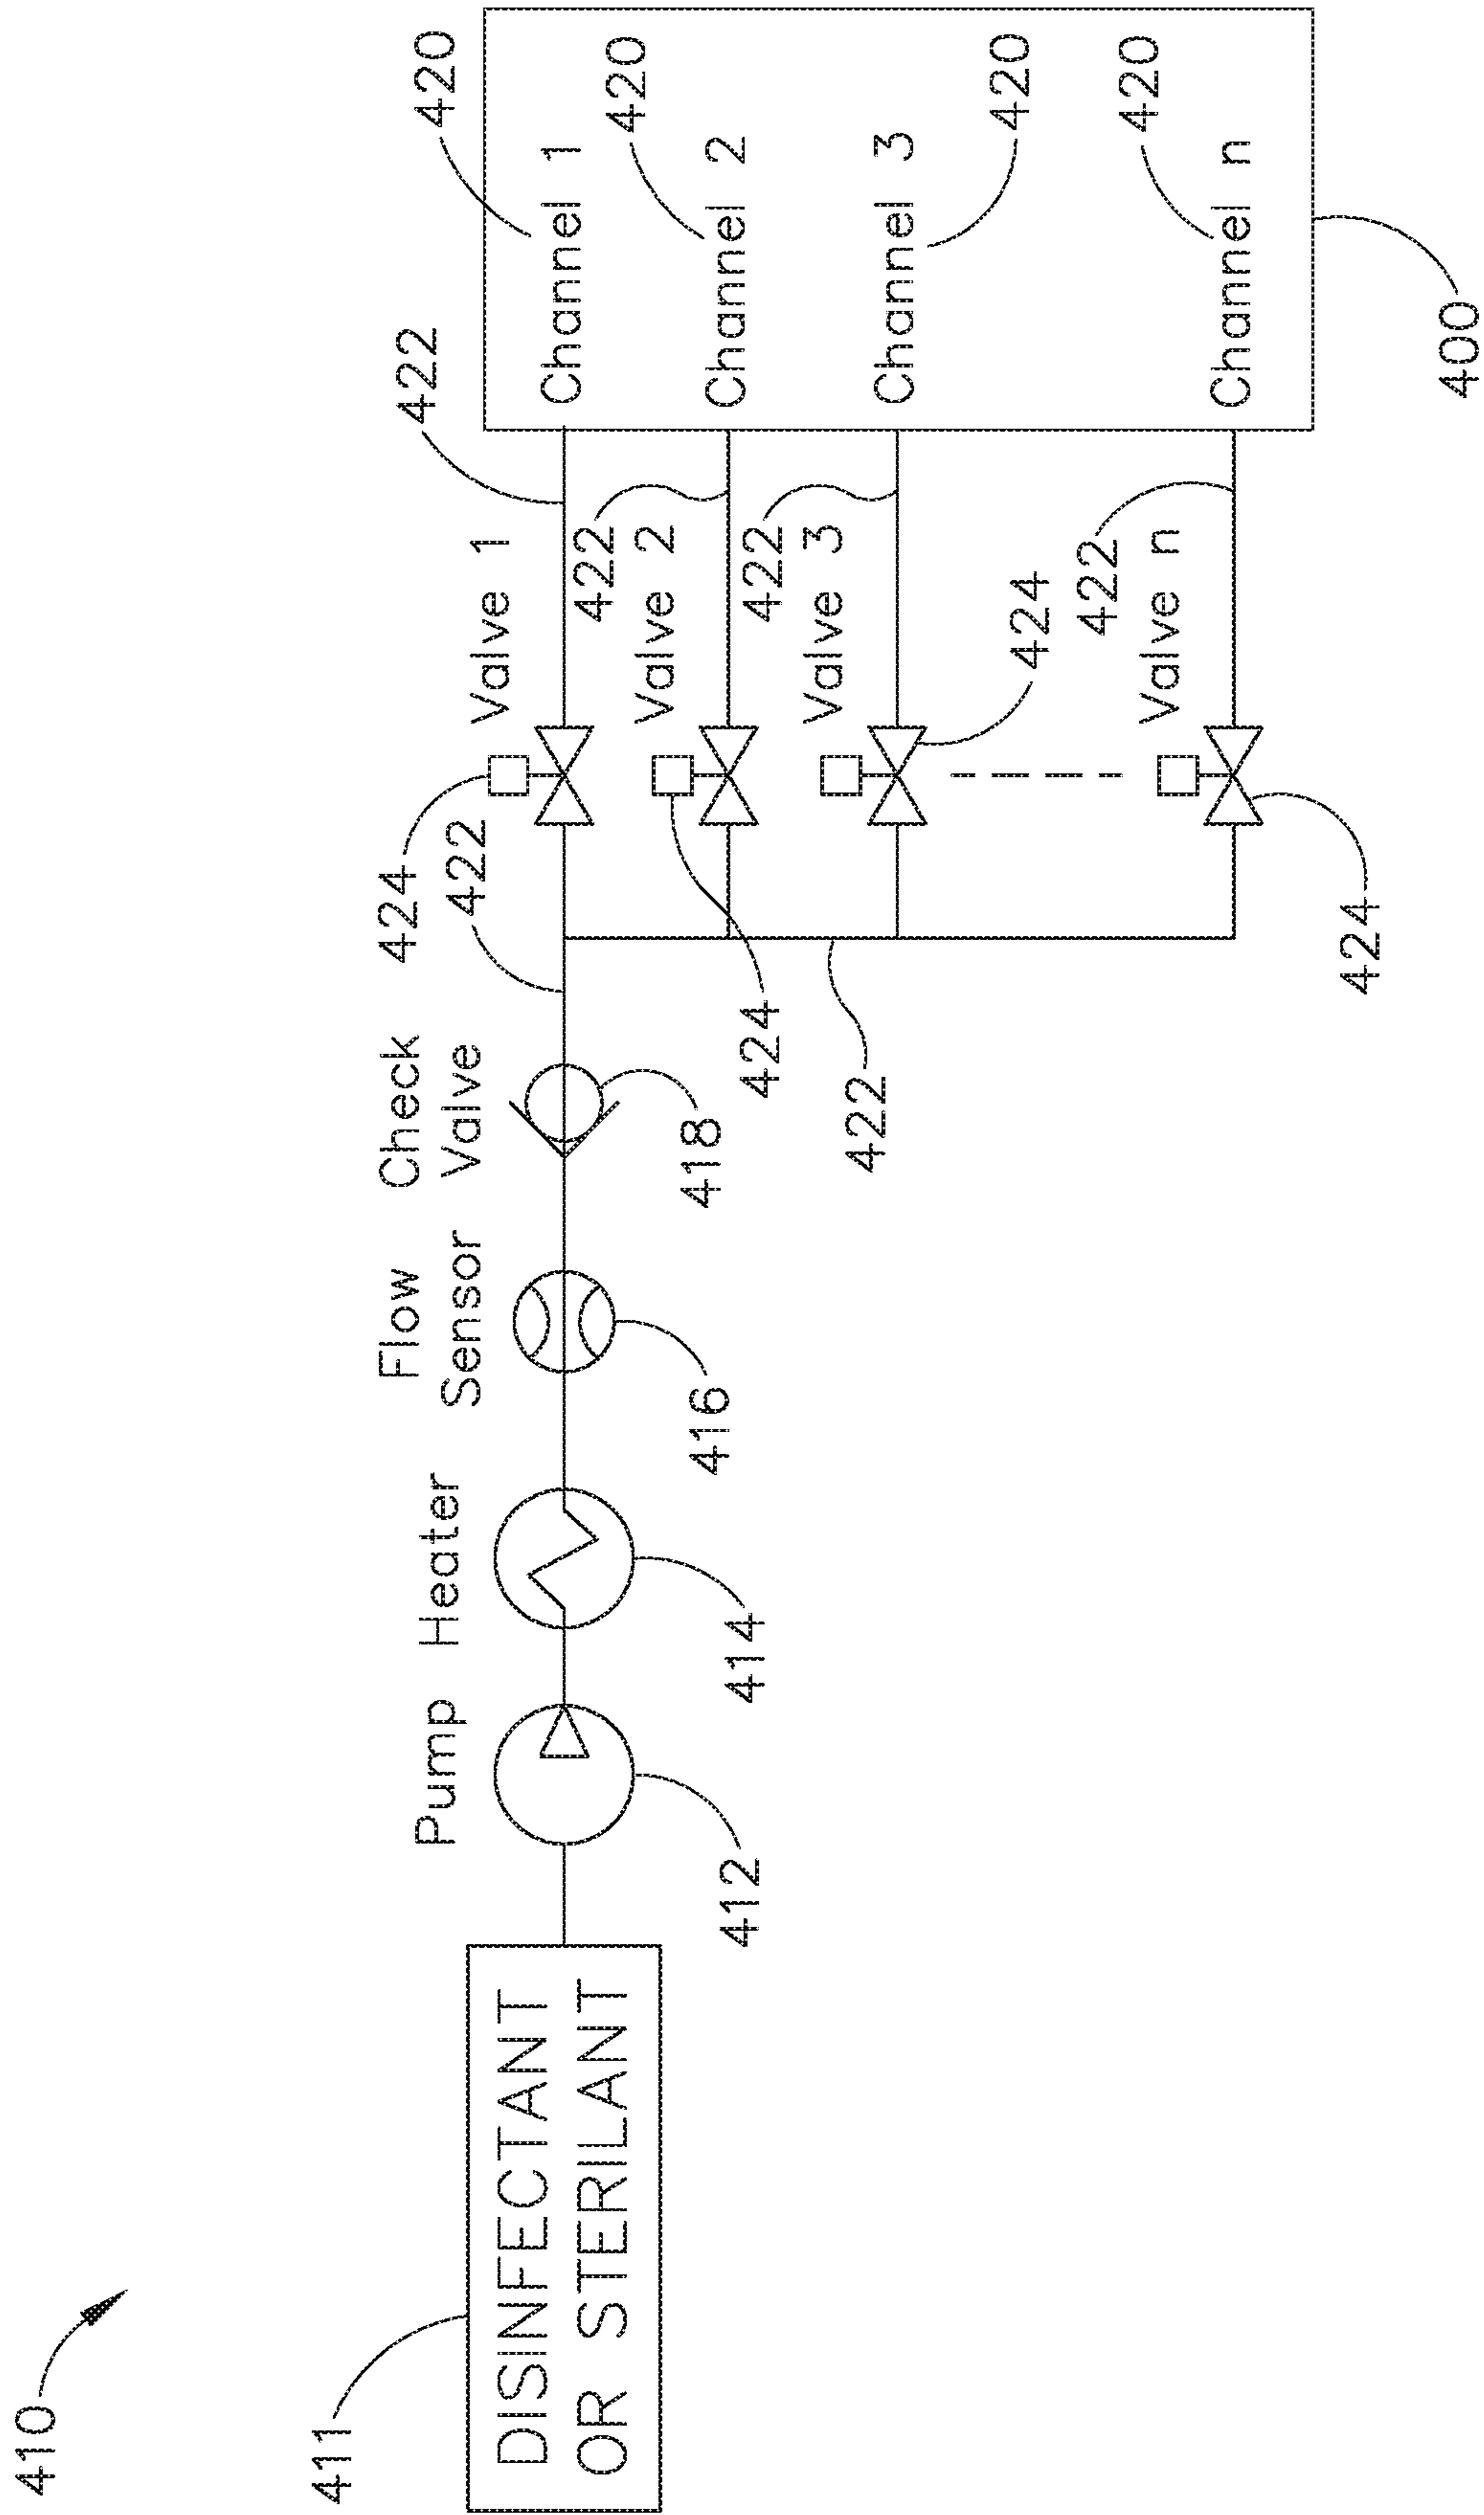 410
411
DISINFECTANT
OR STERILANT
Pump
412
Heater
414
Flow
Sensor
416
Check
Valve
418
422
422
424
Valve 1
422
424
Valve 2
422
424
Valve 3
422
424
Valve n
422
Channel 1
420
Channel 2
420
Channel 3
420
Channel n
420
400